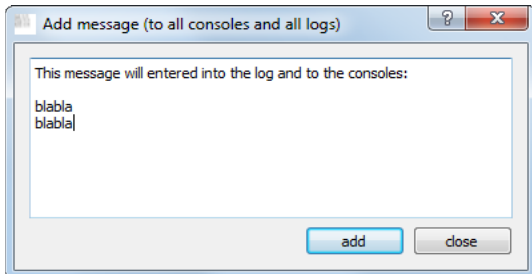 Add message (to all consoles and all logs)
?
This message will entered into the log and to the consoles:
blabla
blabla
add
close